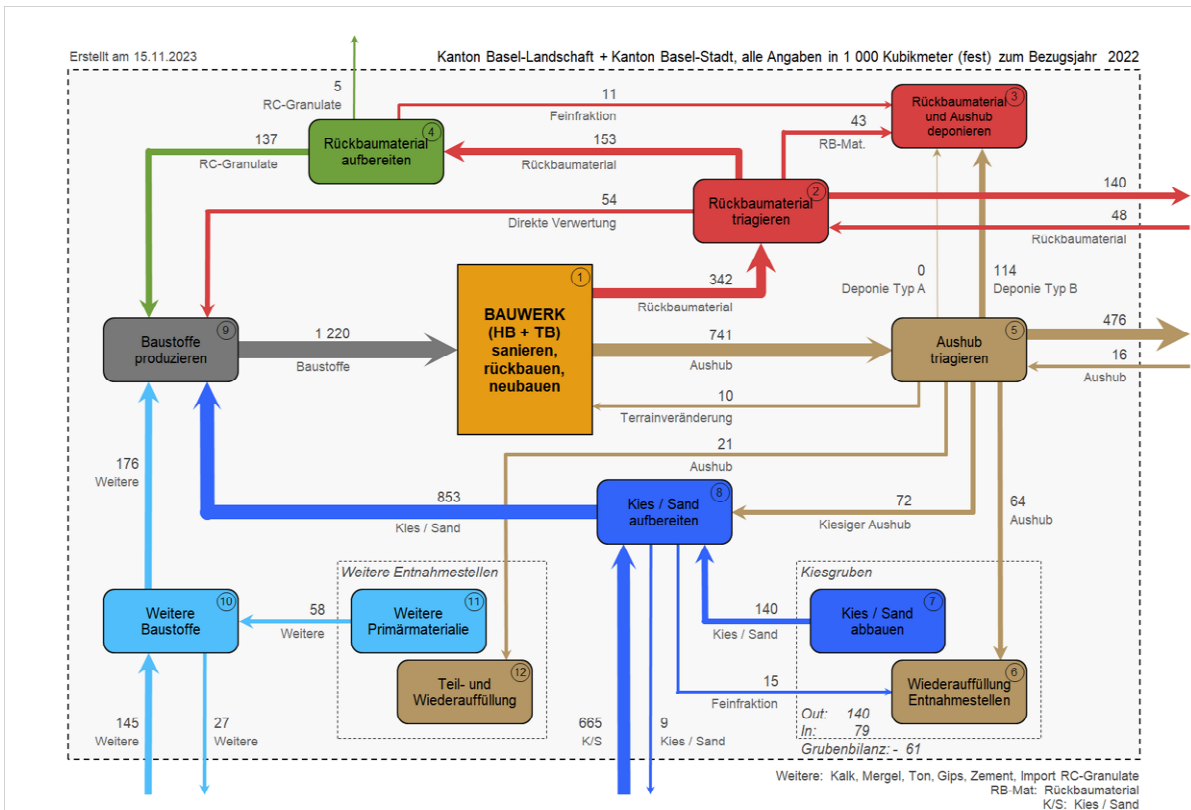 Erstellt am 15.11.2023
Kanton Basel-Landschaft + Kanton Basel-Stadt, alle Angaben in 1 000 Kubikmeter (fest) zum Bezugsjahr 2022
5
RC-Granulate
11
Feinfraktion
3
Rückbaumaterial
und Aushub
deponieren
43
RB-Mat.
137
RC-Granulate
4
Rückbaumaterial
aufbereiten
153
Rückbaumaterial
2
Rückbaumaterial
triagieren
140
48
Rückbaumaterial
54
Direkte Verwertung
342
Rückbaumaterial
0
Deponie Typ A
114
Deponie Typ B
1
BAUWERK
(HB + TB)
sanieren,
rückbauen,
neubauen
9
Baustoffe
produzieren
1 220
Baustoffe
741
Aushub
5
Aushub
triagieren
476
16
Aushub
10
Terrainveränderung
21
Aushub
176
Weitere
853
Kies / Sand
8
Kies / Sand
aufbereiten
72
Kiesiger Aushub
64
Aushub
Weitere Entnahmestellen
Kiesgruben
10
Weitere
Baustoffe
58
Weitere
11
Weitere
Primärmaterialie
140
Kies / Sand
7
Kies / Sand
abbauen
12
Teil- und
Wiederauffüllung
15
Feinfraktion
6
Wiederauffüllung
Entnahmestellen
145
Weitere
27
Weitere
665
K/S
9
Kies / Sand
Out: 140
In: 79
Grubenbilanz: - 61
Weitere: Kalk, Mergel, Ton, Gips, Zement, Import RC-Granulate
RB-Mat: Rückbaumaterial
K/S: Kies / Sand